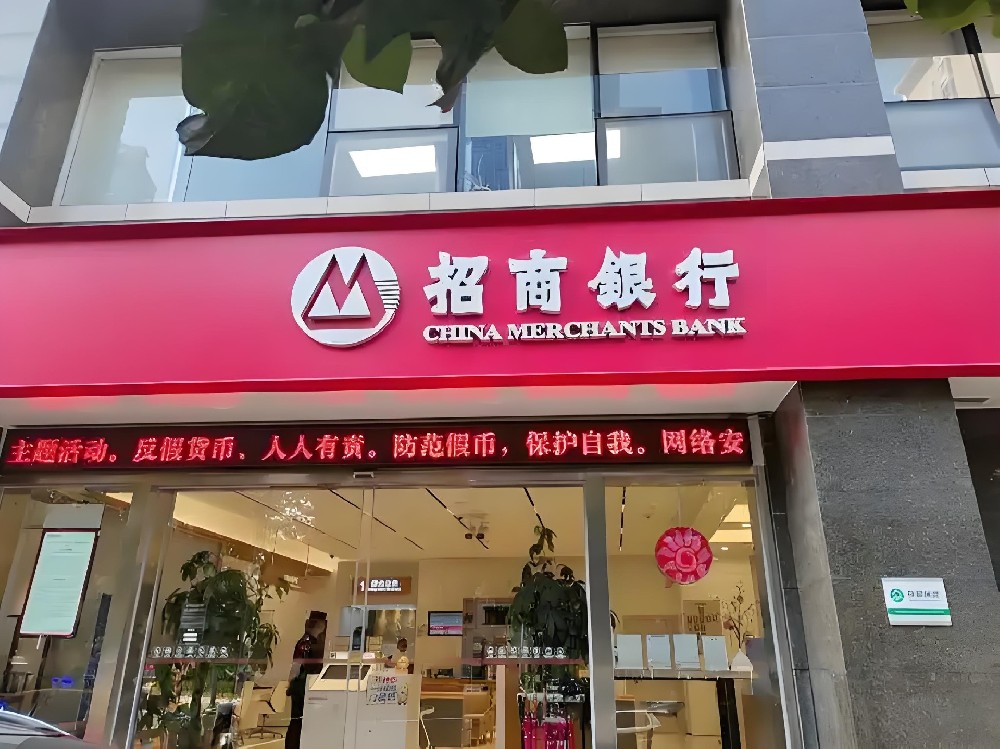 招商銀行
CHINA MERCHANTS BANK
主题活动。反假货币、人人有责。防范假币，保护自我。网络安